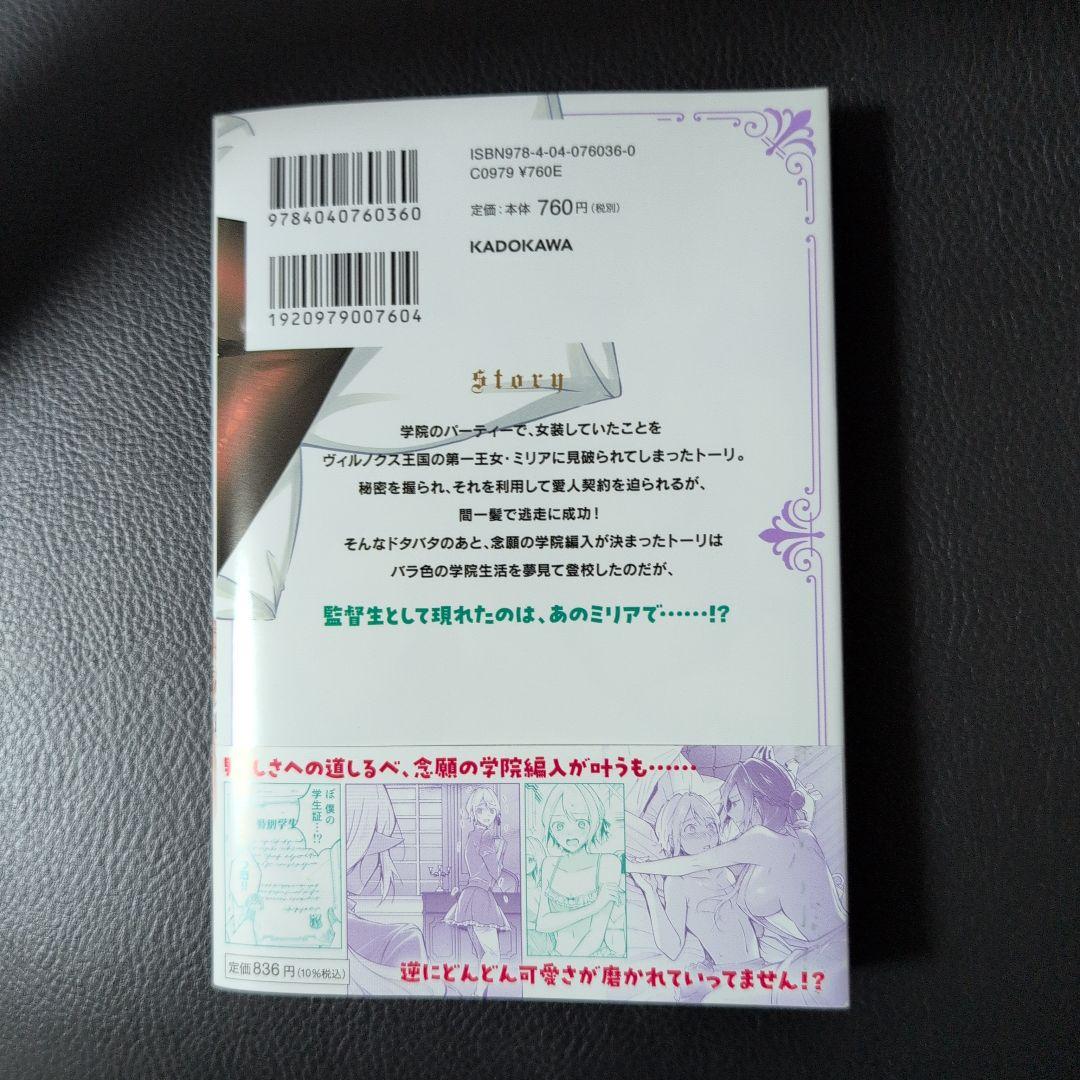 ISBN978-4-04-076036-0
C0979 ¥760E
9784040760360
定価:本体 760円(税別)
KADOKAWA
1920979007604
Story
学院のパーティーで、女装していたことを
ヴィルノクス王国の第一王女・ミリアに見破られてしまったトーリ。
秘密を握られ、それを利用して愛人契約を迫られるが、
間一髪で逃走に成功!
そんなドタバタのあと、念願の学院編入が決まったトーリは
バラ色の学院生活を夢見て登校したのだが、
監督生として現れたのは、あのミリアで……!?
しさへの道しるべ、念願の学院編入が叶うも……
ぼ 僕の
学生証…!?
特別学生
定価 836 円(10%税込)
逆にどんどん可愛さが磨かれていってません!?